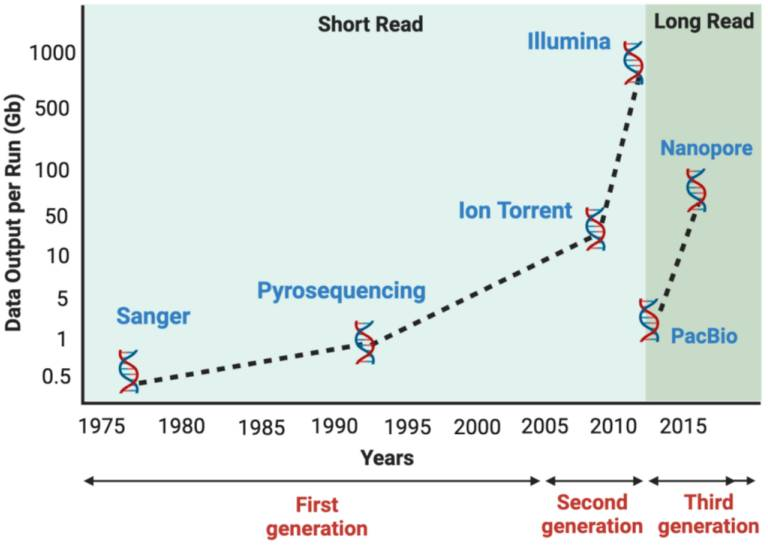 Short Read
Long Read
Illumina
Nanopore
Ion Torrent
Pyrosequencing
Sanger
PacBio
Data Output per Run (Gb)
1000
500
100
50
10
5
1
0.5
1975 1980 1985 1990 1995 2000 2005 2010 2015
Years
First
generation
Second
generation
Third
generation